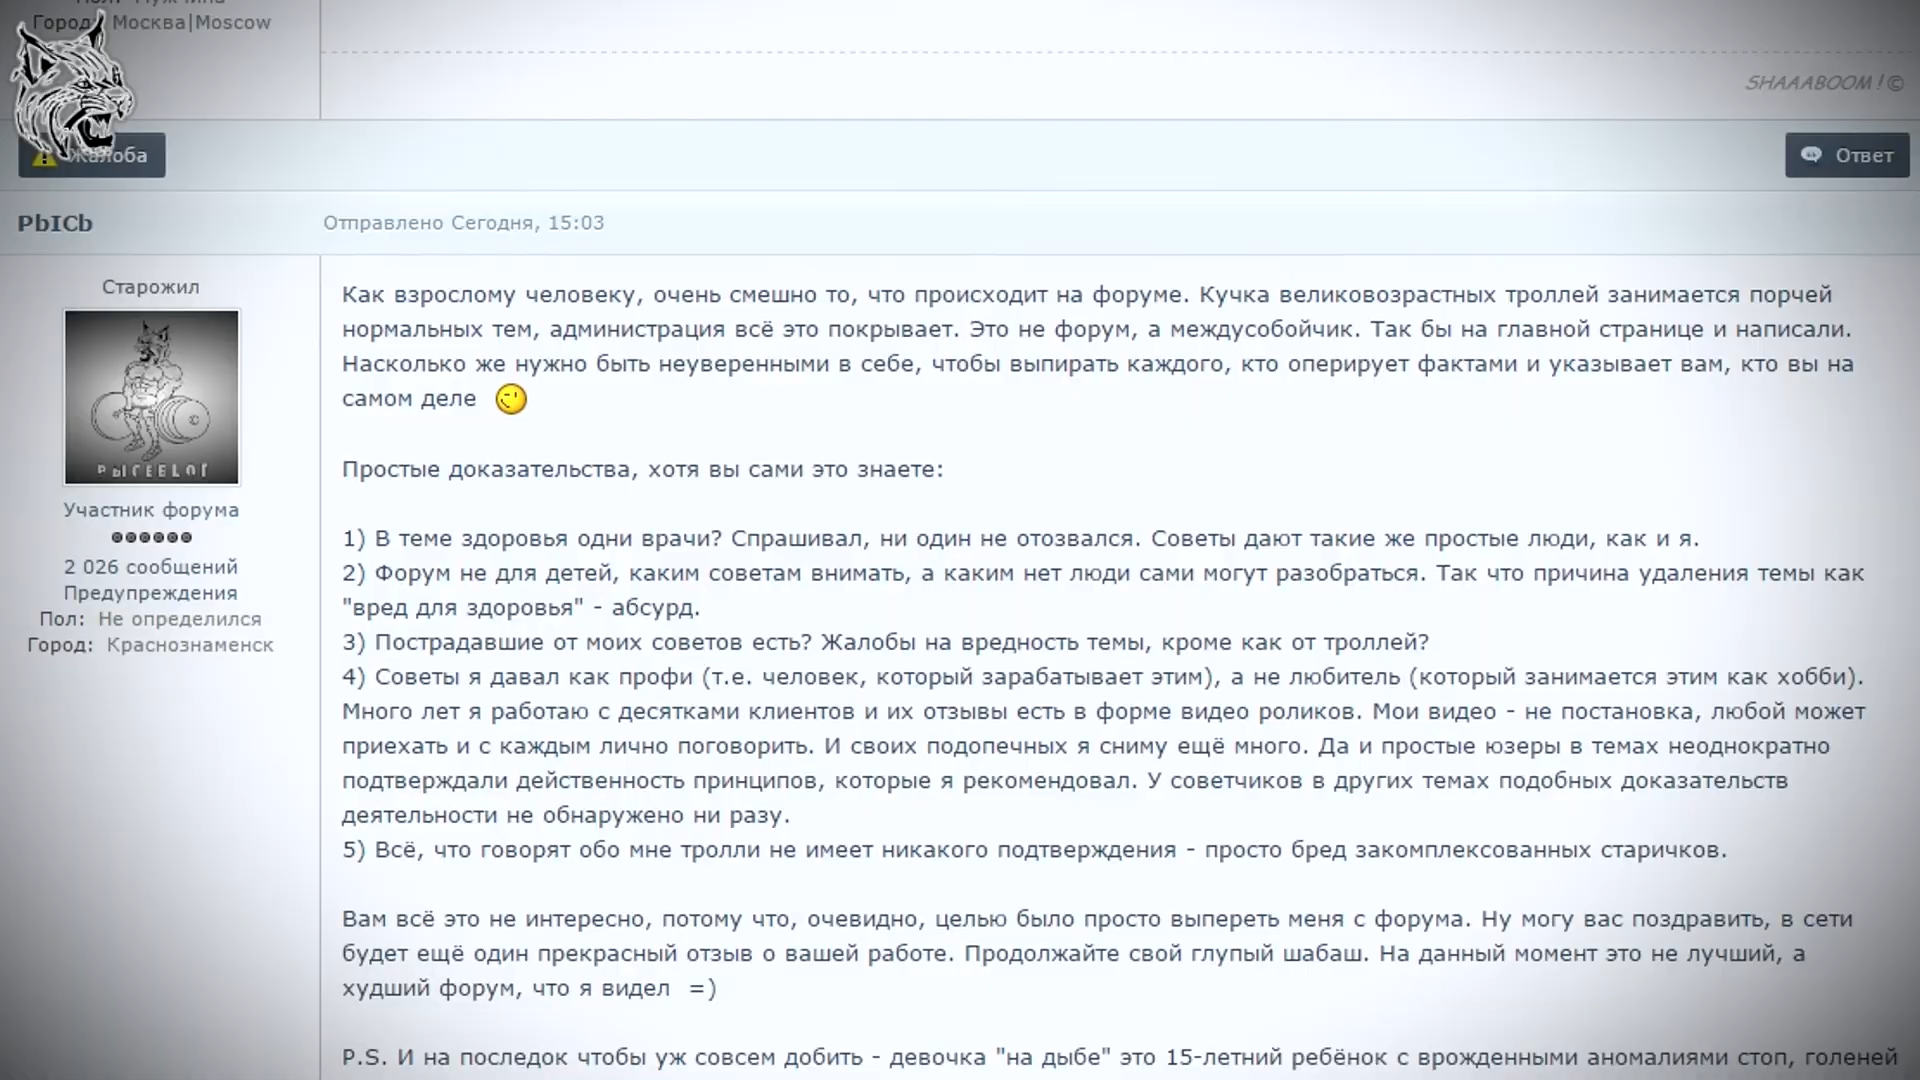 Город: Москва|Moscow
SHAAABOOM!©
Жалоба
Ответ
PbICb
Отправлено Сегодня, 15:03
Старожил
Участник форума
2 026 сообщений
Предупреждения
Пол: Не определился
Город: Краснознаменск
Как взрослому человеку, очень смешно то, что происходит на форуме. Кучка великовозрастных троллей занимается порчей
нормальных тем, администрация всё это покрывает. Это не форум, а междусобойчик. Так бы на главной странице и написали.
Насколько же нужно быть неуверенными в себе, чтобы выпирать каждого, кто оперирует фактами и указывает вам, кто вы на
самом деле
Простые доказательства, хотя вы сами это знаете:
1) В теме здоровья одни врачи? Спрашивал, ни один не отозвался. Советы дают такие же простые люди, как и я.
2) Форум не для детей, каким советам внимать, а каким нет люди сами могут разобраться. Так что причина удаления темы как
"вред для здоровья" - абсурд.
3) Пострадавшие от моих советов есть? Жалобы на вредность темы, кроме как от троллей?
4) Советы я давал как профи (т.е. человек, который зарабатывает этим), а не любитель (который занимается этим как хобби).
Много лет я работаю с десятками клиентов и их отзывы есть в форме видео роликов. Мои видео - не постановка, любой может
приехать и с каждым лично поговорить. И своих подопечных я сниму ещё много. Да и простые юзеры в темах неоднократно
подтверждали действенность принципов, которые я рекомендовал. У советчиков в других темах подобных доказательств
деятельности не обнаружено ни разу.
5) Всё, что говорят обо мне тролли не имеет никакого подтверждения - просто бред закомплексованных старичков.
Вам всё это не интересно, потому что, очевидно, целью было просто выпереть меня с форума. Ну могу вас поздравить, в сети
будет ещё один прекрасный отзыв о вашей работе. Продолжайте свой глупый шабаш. На данный момент это не лучший, а
худший форум, что я видел =)
P.S. И на последок чтобы уж совсем добить - девочка "на дыбе" это 15-летний ребёнок с врожденными аномалиями стоп, голеней